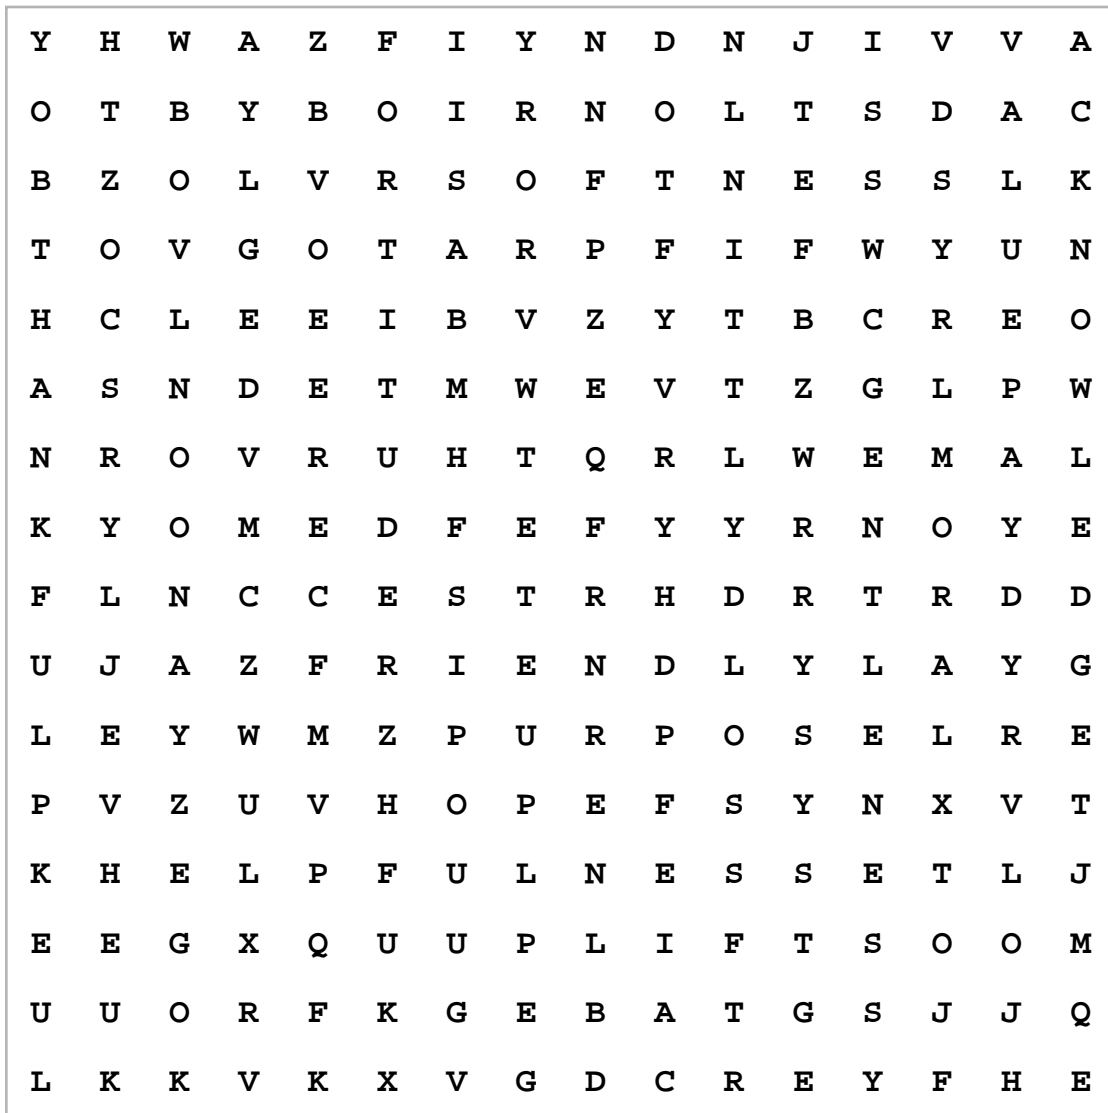 Y H W A Z F I Y N D N J I V V A
O T B Y B O I R N O L T S D A C
B Z O L V R S O F T N E S S L K
T O V G O T A R P F I F W Y U N
H C L E E I B V Z Y T B C R E O
A S N D E T M W E V T Z G L P W
N R O V R U H T Q R L W E M A L
K Y O M E D F E F Y Y R N O Y E
F L N C C E S T R H D R T R D D
U J A Z F R I E N D L Y L A Y G
L E Y W M Z P U R P O S E L R E
P V Z U V H O P E F S Y N X V T
K H E L P F U L N E S S E T L J
E E G X Q U U P L I F T S O O M
U U O R F K G E B A T G S J J Q
L K K V K X V G D C R E Y F H E